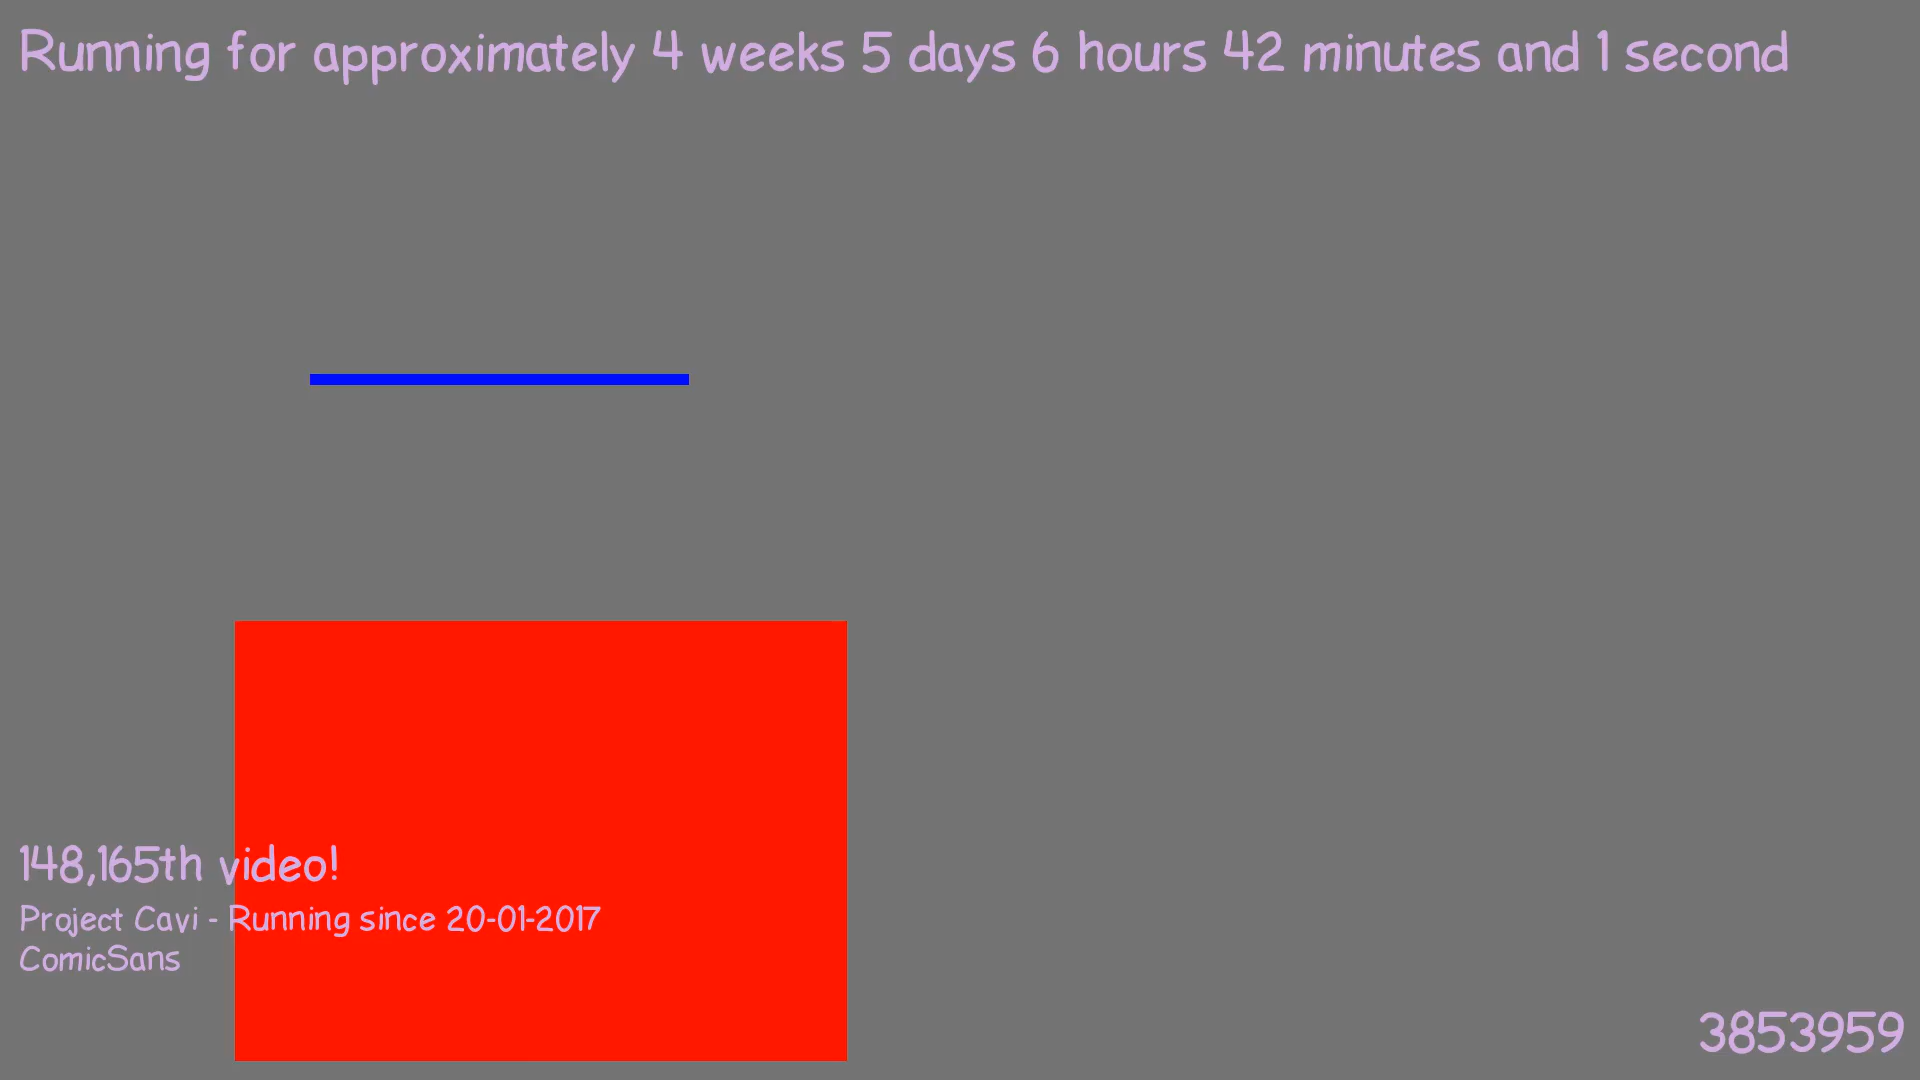 Running for approximately 4 weeks 5 days 6 hours 42 minutes and 1 second
148,165th video!
Project Cavi - Running since 20-01-2017
ComicSans
3853959